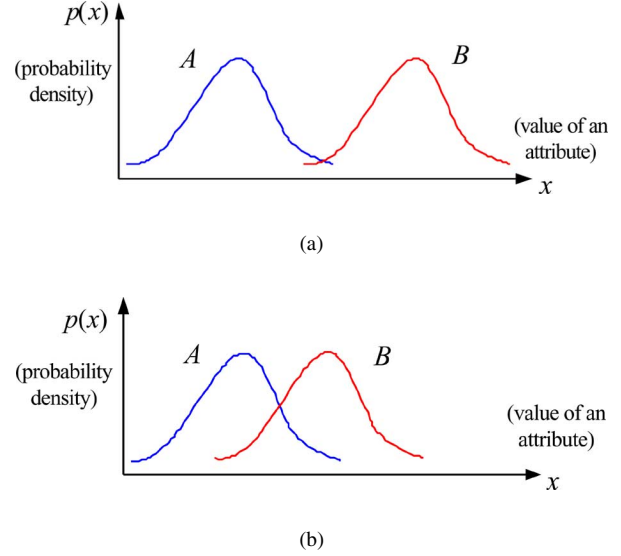 p(x)
(probability
density)
A
B
(value of an
attribute)
x
(a)
p(x)
(probability
density)
A
B
(value of an
attribute)
x
(b)